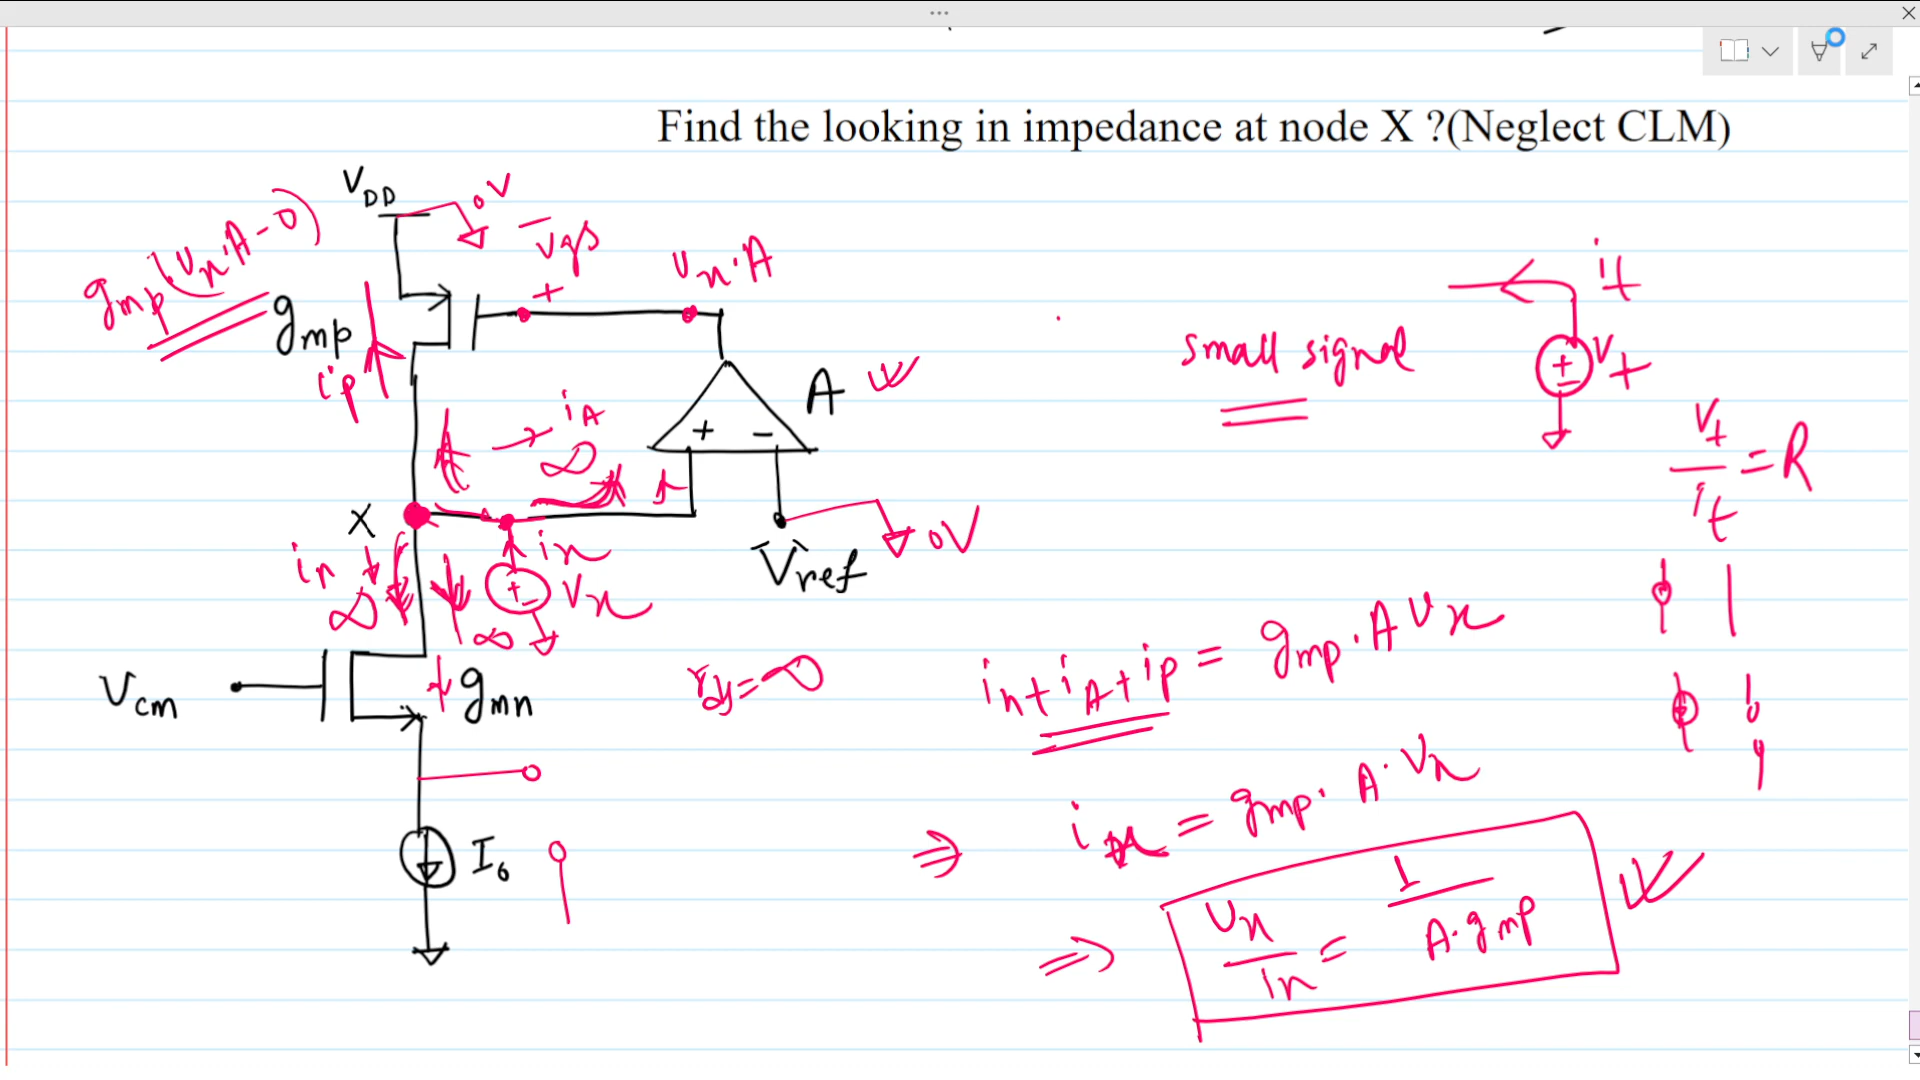 Find the looking in impedance at node X ?(Neglect CLM)
VDD
0V
gmp(vx·A-0)
vgs
+
vx·A
it
gmp
ip
small signal
+
-
Vt
A
iA
∞
+ -
Vt/it = R
X
in
∞
ix
+
-
Vx
∞
Vref
0V
Vcm
gmn
rds=∞
in+iA+ip = gmp·A Vx
I0
⇒ ix = gmp·A·Vx
⇒ Vx/ix = 1/A·gmp